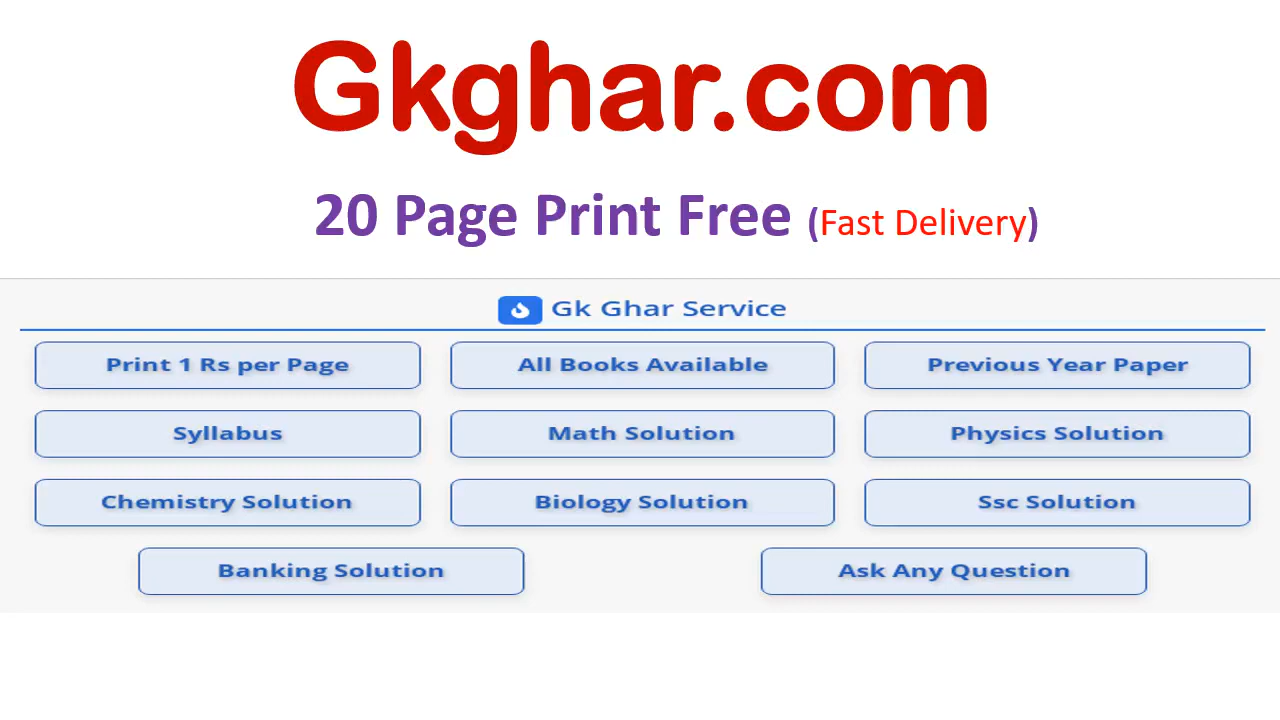 Gkghar.com
20 Page Print Free (Fast Delivery)
Gk Ghar Service
Print 1 Rs per Page
All Books Available
Previous Year Paper
Syllabus
Math Solution
Physics Solution
Chemistry Solution
Biology Solution
Ssc Solution
Banking Solution
Ask Any Question